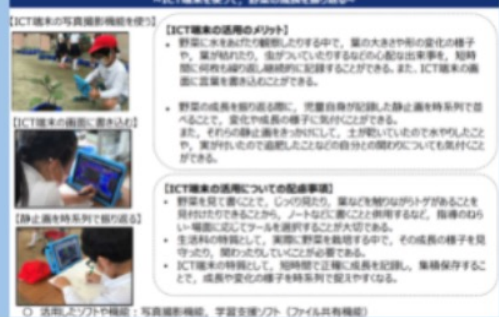 ~ICT端末を使って,野菜の成長を振り返る~
【ICT端末の写真撮影機能を使う】
【ICT端末の画面に書き込む】
【静止画を時系列で振り返る】
【ICT端末の活用のメリット】
・ 野菜に水をあげたり観察したりする中で,葉の大きさや形の変化の様子
や,葉が枯れたり,虫がついていたりするなどの心配な出来事を,短時
間に何枚も繰り返し継続的に記録することができる。また,ICT端末の画
面に言葉を書き込むことができる。
・ 野菜の成長を振り返る際に,児童自身が記録した静止画を時系列で並
べることで,変化や成長の様子に気付くことができる。
また,それらの静止画をきっかけにして,土が乾いていたので水やりしたこと
や,実が付いたので追肥したことなどの自分との関わりについても気付くこと
ができる。
【ICT端末の活用についての配慮事項】
・ 野菜を見て書くことで,じっくり見たり,葉などを触りながらトゲがあることを
見付けたりできることから,ノートなどに書くことと併用するなど,指導のねら
い・場面に応じてツールを選択することが大切である。
・ 生活科の特質として,実際に野菜を栽培する中で,その成長の様子を見
守ったり,関わったりしていくことが必要である。
・ ICT端末の特質として,短時間で正確に成長を記録し,集積保存するこ
とで,成長や変化の様子を時系列で捉えやすくなる。
○ 活用したソフトや機能:写真撮影機能,学習支援ソフト(ファイル共有機能)